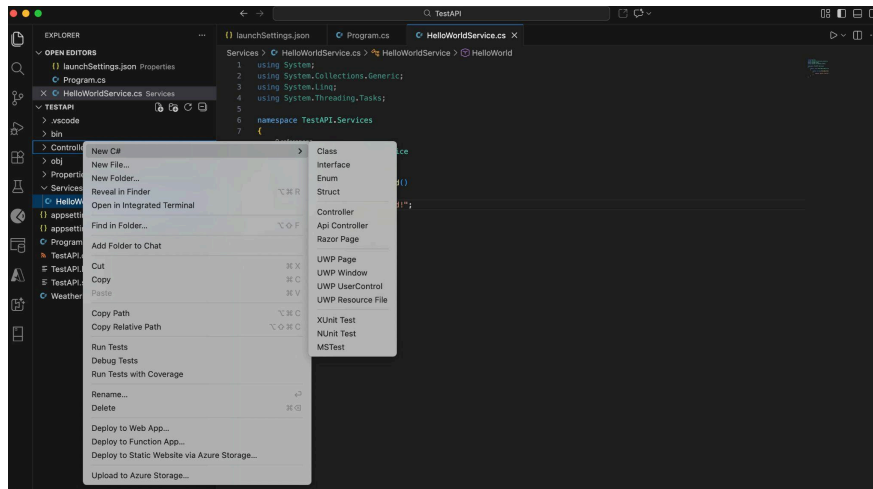 TestAPI
EXPLORER
OPEN EDITORS
launchSettings.json Properties
Program.cs
HelloWorldService.cs Services
TESTAPI
.vscode
bin
obj
Services
launchSettings.json
Program.cs
HelloWorldService.cs
Services > HelloWorldService.cs > HelloWorldService > HelloWorld
1 using System;
2 using System.Collections.Generic;
3 using System.Linq;
4 using System.Threading.Tasks;
5
6 namespace TestAPI.Services
7 {
New C#
New File...
New Folder...
Reveal in Finder ⌥⌘R
Open in Integrated Terminal
Find in Folder... ⌥⇧F
Add Folder to Chat
Cut ⌘X
Copy ⌘C
Paste ⌘V
Copy Path ⌥⌘C
Copy Relative Path ⌥⇧⌘C
Run Tests
Debug Tests
Run Tests with Coverage
Rename...
Delete
Deploy to Web App...
Deploy to Function App...
Deploy to Static Website via Azure Storage...
Upload to Azure Storage...
Class
Interface
Enum
Struct
Controller
Api Controller
Razor Page
UWP Page
UWP Window
UWP UserControl
UWP Resource File
XUnit Test
NUnit Test
MSTest